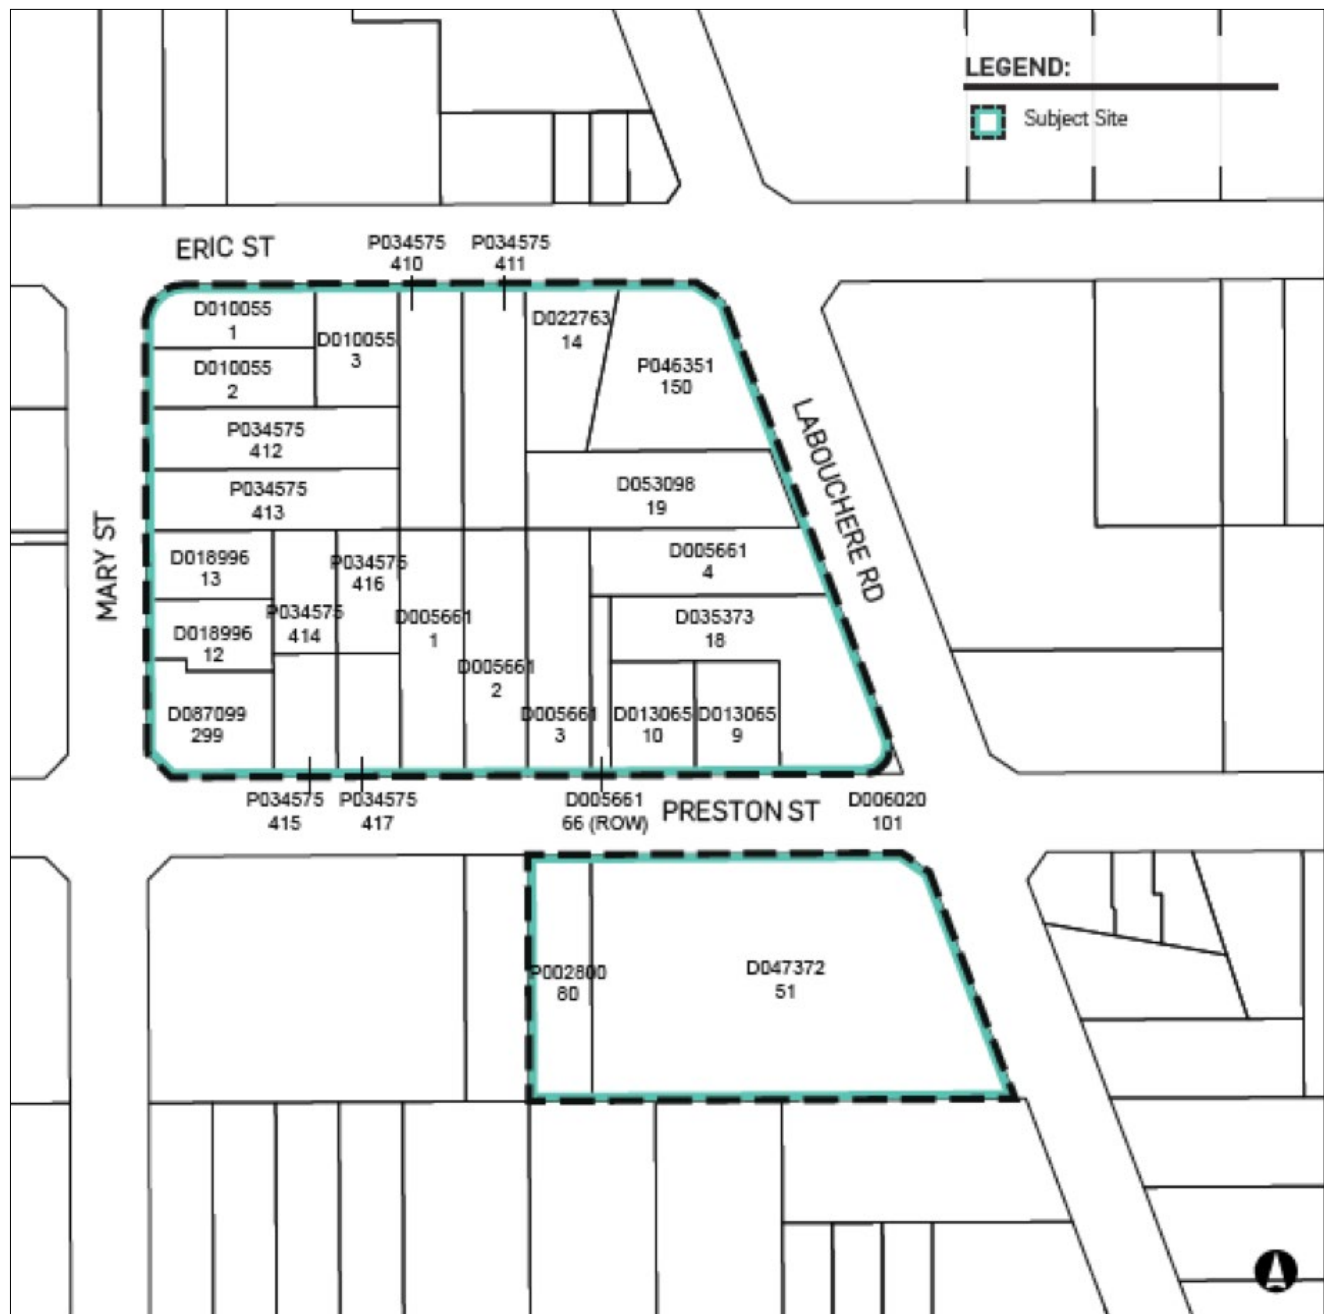 LEGEND:
Subject Site
ERIC ST
P034575
410
P034575
411
D010055
1
D010055
2
D010055
3
D022763
14
P046351
150
P034575
412
P034575
413
D053098
19
LABOUCHERE RD
MARY ST
D018996
13
P034575
416
D005661
4
D018996
12
P034575
414
D005661
1
D035373
18
D005661
2
D087099
299
D005661
3
D013065
10
D013065
9
P034575
415
P034575
417
D005661
66 (ROW)
PRESTON ST
D006020
101
P002800
80
D047372
51